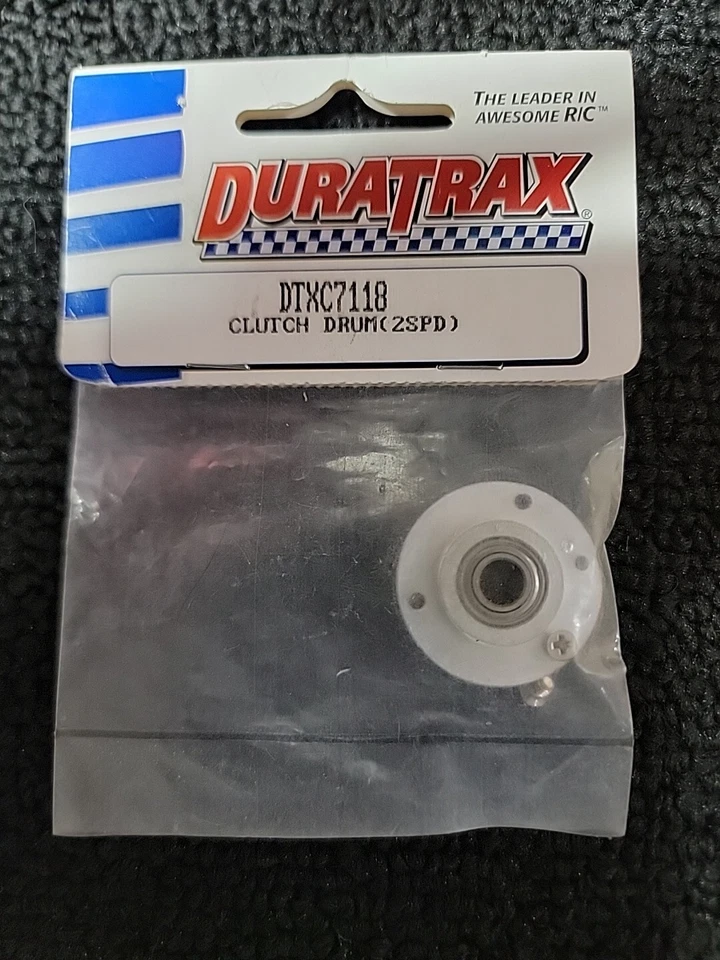 THE LEADER IN
AWESOME R/C™
DURATRAX®
DTXC7118
CLUTCH DRUM(2SPD)